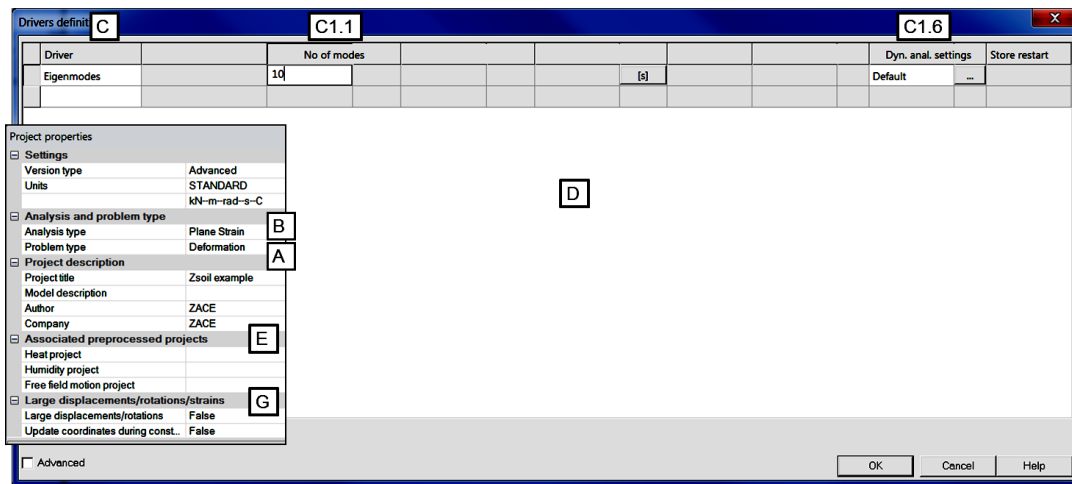 Drivers definiti C C1.1 C1.6 X
Driver No of modes Dyn. anal. settings Store restart
Eigenmodes 10 [s] Default ...
Project properties
Settings
Version type Advanced
Units STANDARD
kN--m--rad--s--C
D
Analysis and problem type
Analysis type Plane Strain B
Problem type Deformation A
Project description
Project title Zsoil example
Model description
Author ZACE
Company ZACE
Associated preprocessed projects E
Heat project
Humidity project
Free field motion project
Large displacements/rotations/strains G
Large displacements/rotations False
Update coordinates during const... False
Advanced OK Cancel Help